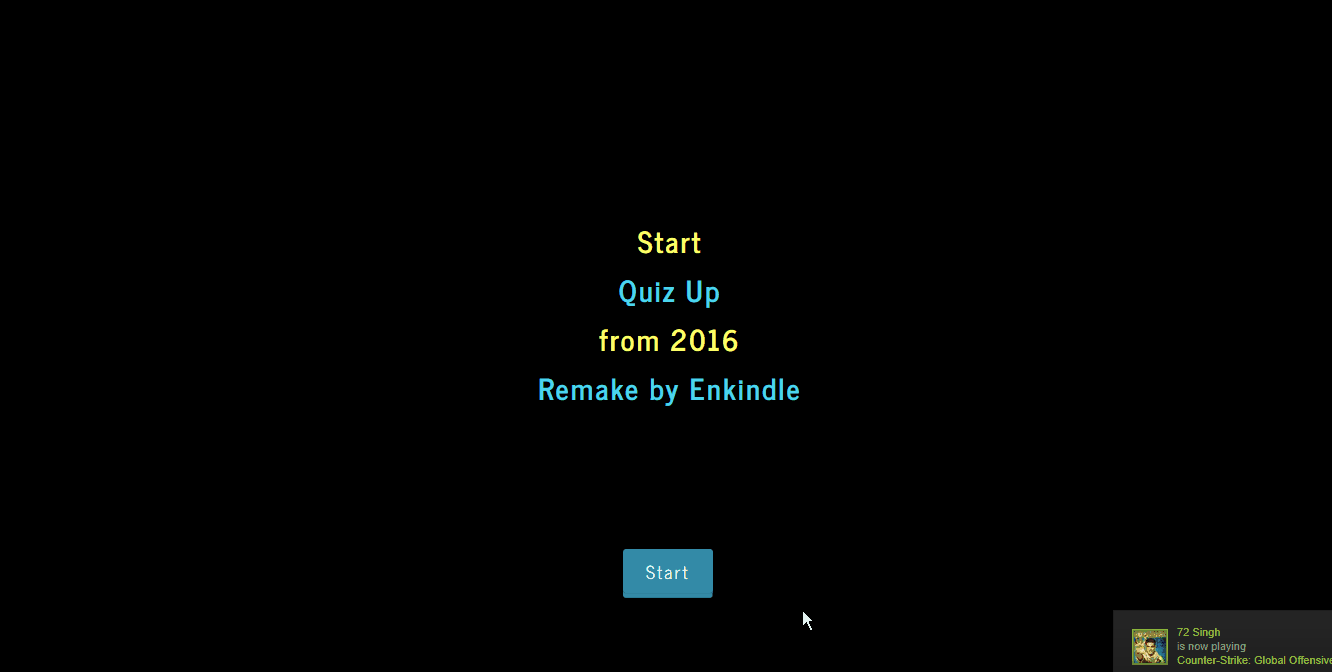 Start
Quiz Up
from 2016
Remake by Enkindle
Start
72 Singh
is now playing
Counter-Strike: Global Offensive